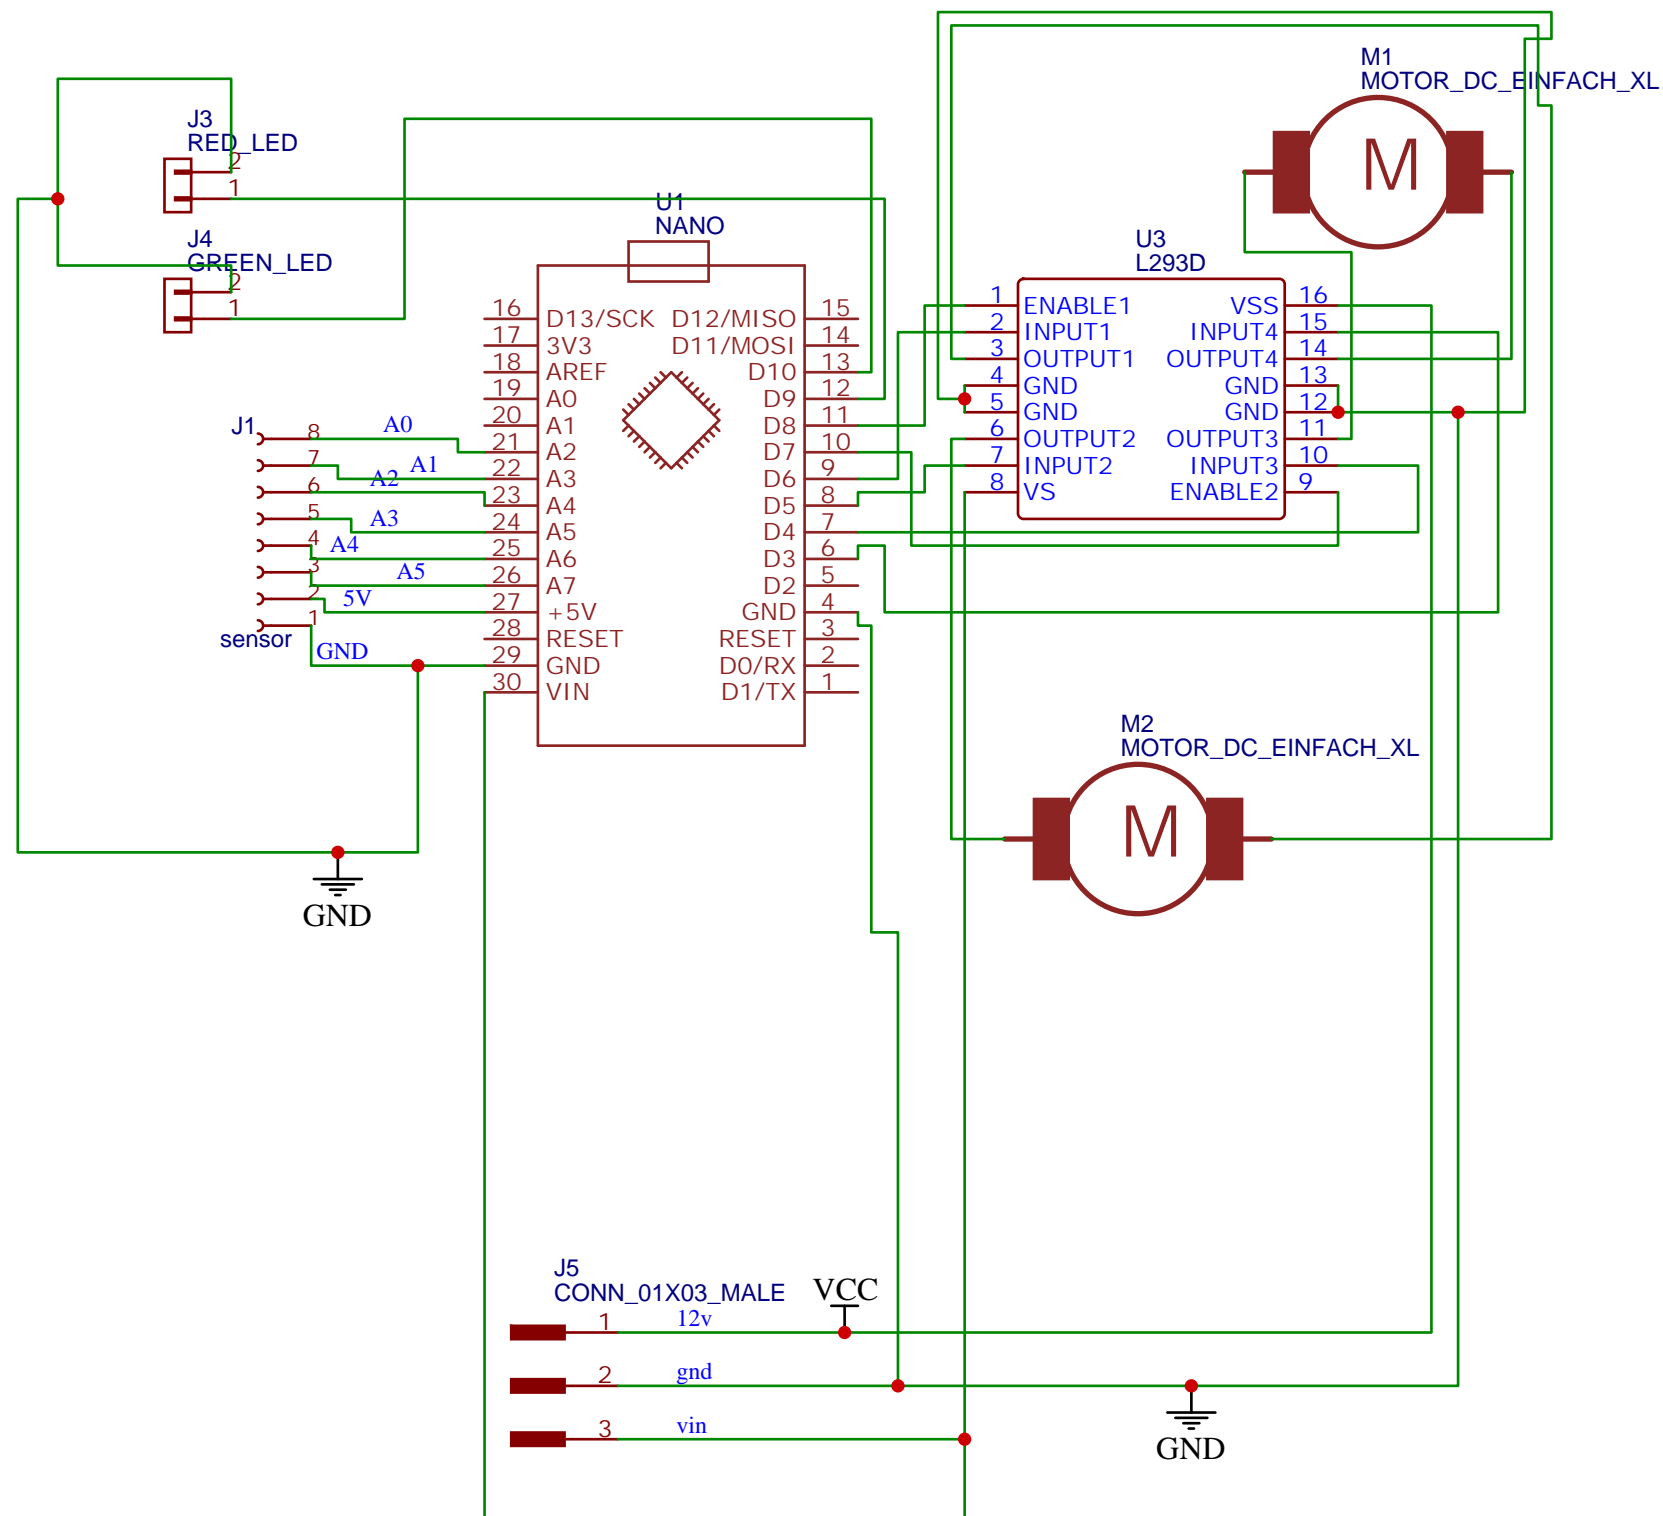 M1
MOTOR_DC_EINFACH_XL
M
J3
RED_LED
2
1
J4
GREEN_LED
2
1
U1
NANO
16 D13/SCK D12/MISO 15
17 3V3 D11/MOSI 14
18 AREF D10 13
19 A0 D9 12
20 A1 D8 11
21 A2 D7 10
22 A3 D6 9
23 A4 D5 8
24 A5 D4 7
25 A6 D3 6
26 A7 D2 5
27 +5V GND 4
28 RESET RESET 3
29 GND D0/RX 2
30 VIN D1/TX 1
U3
L293D
1 ENABLE1 VSS 16
2 INPUT1 INPUT4 15
3 OUTPUT1 OUTPUT4 14
4 GND GND 13
5 GND GND 12
6 OUTPUT2 OUTPUT3 11
7 INPUT2 INPUT3 10
8 VS ENABLE2 9
J1
8 A0
7 A1
6 A2
5 A3
4 A4
3 A5
2 5V
1 GND
sensor
GND
M2
MOTOR_DC_EINFACH_XL
M
J5
CONN_01X03_MALE
VCC
1 12v
2 gnd
3 vin
GND